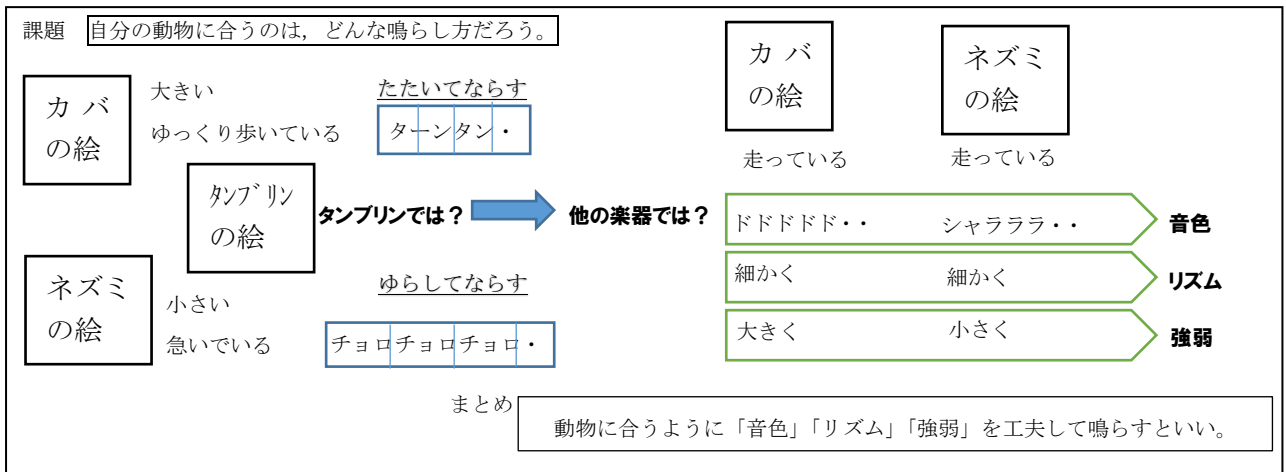 課題 自分の動物に合うのは，どんな鳴らし方だろう。
カ バ
の絵
大きい
ゆっくり歩いている
たたいてならす
ターンタン・
タンブリン
の絵
タンブリンでは？
他の楽器では？
ネズミ
の絵
小さい
急いでいる
ゆらしてならす
チョロチョロチョロ・
カ バ
の絵
走っている
ネズミ
の絵
走っている
ドドドドド・・ シャラララ・・ 音色
細かく 細かく リズム
大きく 小さく 強弱
まとめ
動物に合うように「音色」「リズム」「強弱」を工夫して鳴らすといい。